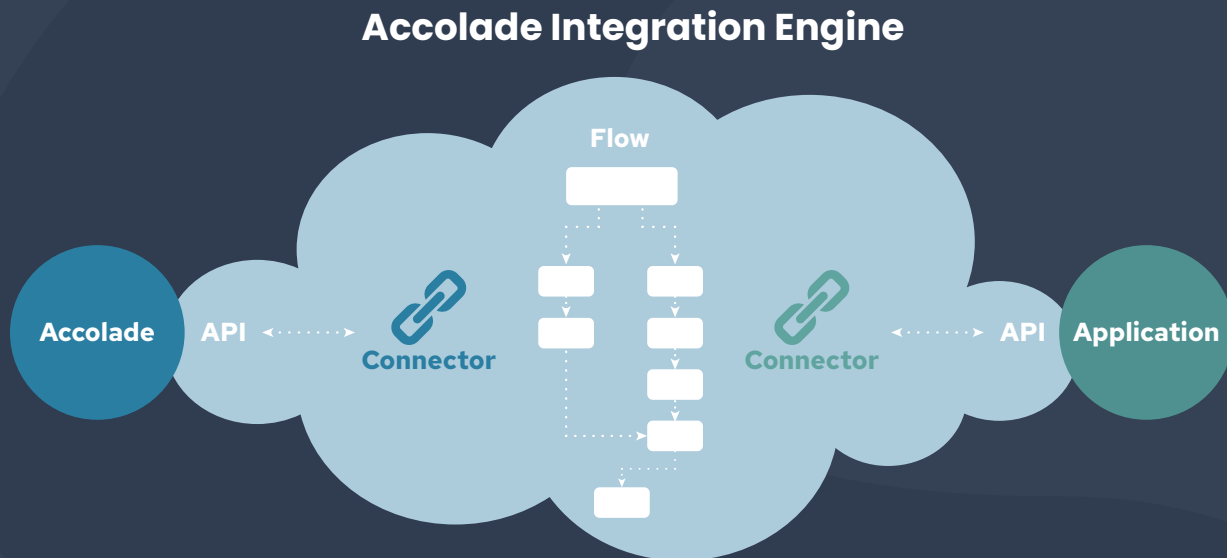 Accolade Integration Engine
Flow
Accolade
API
Connector
Connector
API
Application